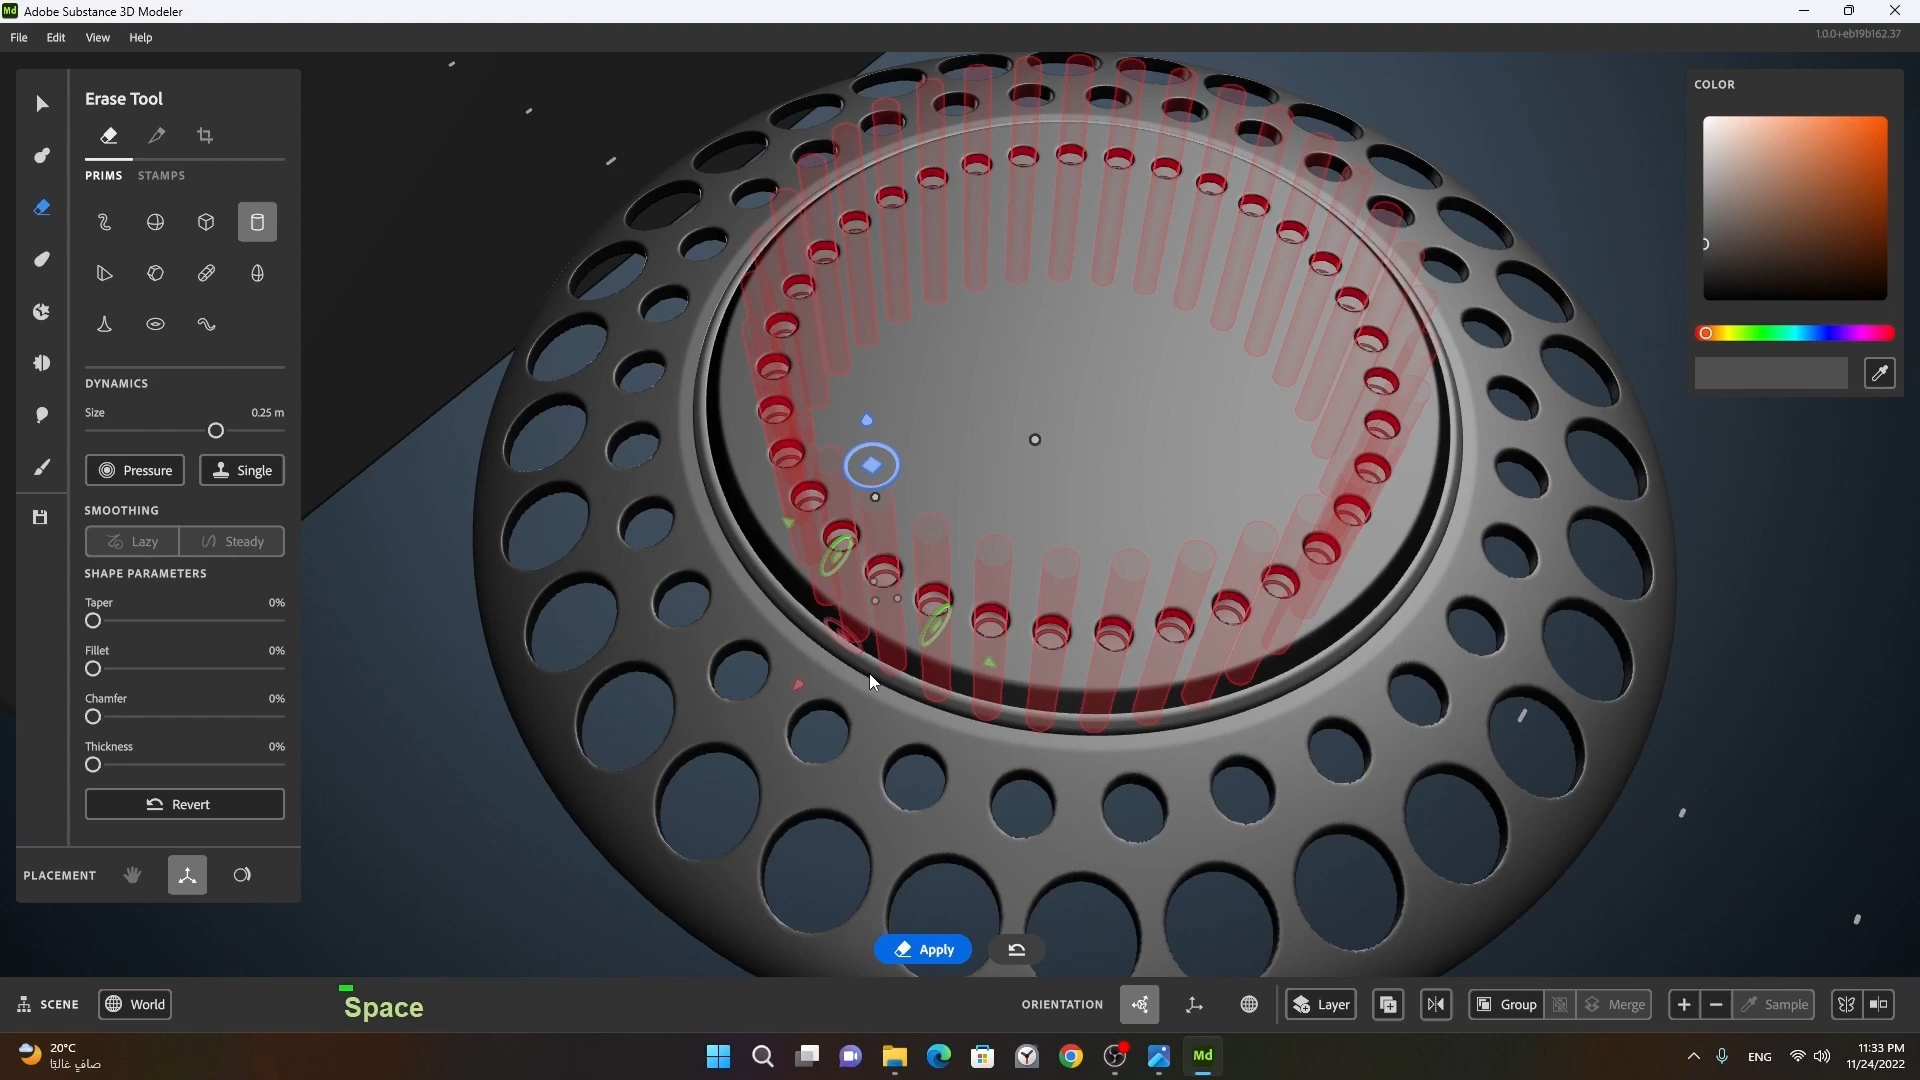 Md Adobe Substance 3D Modeler
File Edit View Help
1.0.0+eb19b162.37
Erase Tool
PRIMS STAMPS
DYNAMICS
Size 0.25 m
Pressure Single
SMOOTHING
Lazy Steady
SHAPE PARAMETERS
Taper 0%
Fillet 0%
Chamfer 0%
Thickness 0%
Revert
PLACEMENT
COLOR
Apply
SCENE World
Space
ORIENTATION
Layer
Group
Merge
Sample
20°C
صافٍ غالبًا
Md
ENG
11:33 PM
11/24/2022